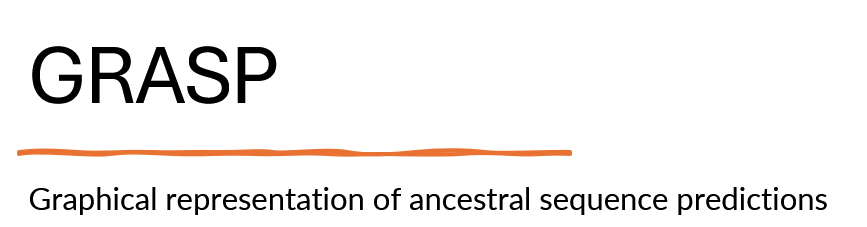 GRASP
Graphical representation of ancestral sequence predictions